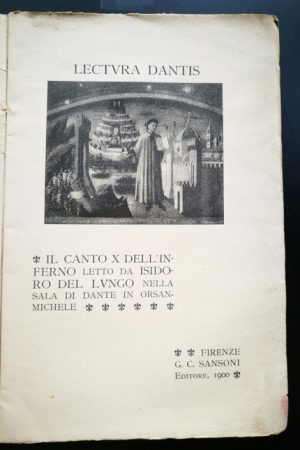 LECTVRA DANTIS
IL CANTO X DELL'IN-
FERNO LETTO DA ISIDO-
RO DEL LVNGO NELLA
SALA DI DANTE IN ORSAN-
MICHELE
FIRENZE
G. C. SANSONI
EDITORE, 1900